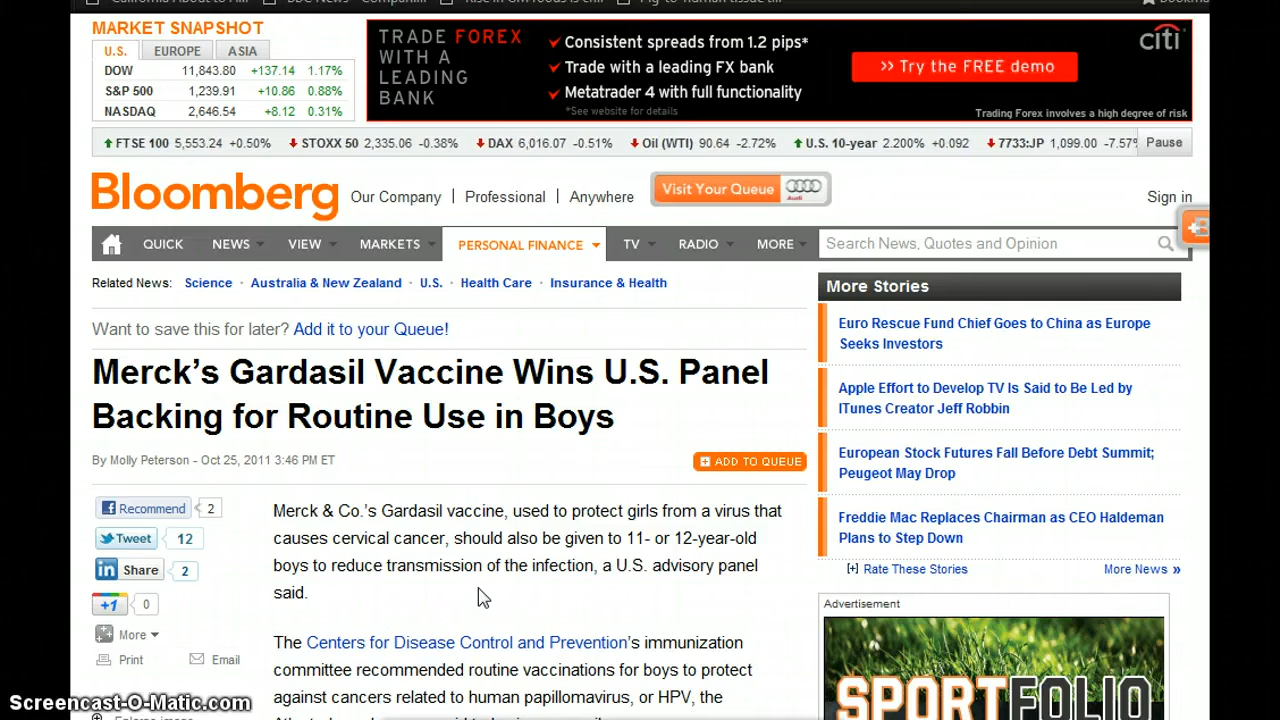 MARKET SNAPSHOT
U.S. EUROPE ASIA
DOW 11,843.80 +137.14 1.17%
S&P 500 1,239.91 +10.86 0.88%
NASDAQ 2,646.54 +8.12 0.31%
TRADE FOREX
WITH A
LEADING
BANK
Consistent spreads from 1.2 pips*
Trade with a leading FX bank
Metatrader 4 with full functionality
*See website for details
>> Try the FREE demo
citi
Trading Forex involves a high degree of risk
FTSE 100 5,553.24 +0.50% STOXX 50 2,335.06 -0.38% DAX 6,016.07 -0.51% Oil (WTI) 90.64 -2.72% U.S. 10-year 2.200% +0.092 7733:JP 1,099.00 -7.57% Pause
Bloomberg Our Company | Professional | Anywhere Visit Your Queue Audi Sign in
QUICK NEWS VIEW MARKETS PERSONAL FINANCE TV RADIO MORE Search News, Quotes and Opinion
Related News: Science · Australia & New Zealand · U.S. · Health Care · Insurance & Health
Want to save this for later? Add it to your Queue!
Merck’s Gardasil Vaccine Wins U.S. Panel
Backing for Routine Use in Boys
By Molly Peterson - Oct 25, 2011 3:46 PM ET
ADD TO QUEUE
Recommend 2
Tweet 12
in Share 2
+1 0
More
Print Email
Merck & Co.’s Gardasil vaccine, used to protect girls from a virus that
causes cervical cancer, should also be given to 11- or 12-year-old
boys to reduce transmission of the infection, a U.S. advisory panel
said.
The Centers for Disease Control and Prevention’s immunization
committee recommended routine vaccinations for boys to protect
against cancers related to human papillomavirus, or HPV, the
More Stories
Euro Rescue Fund Chief Goes to China as Europe
Seeks Investors
Apple Effort to Develop TV Is Said to Be Led by
ITunes Creator Jeff Robbin
European Stock Futures Fall Before Debt Summit;
Peugeot May Drop
Freddie Mac Replaces Chairman as CEO Haldeman
Plans to Step Down
[+] Rate These Stories More News »
Advertisement
SPORTFOLIO
Screencast-O-Matic.com